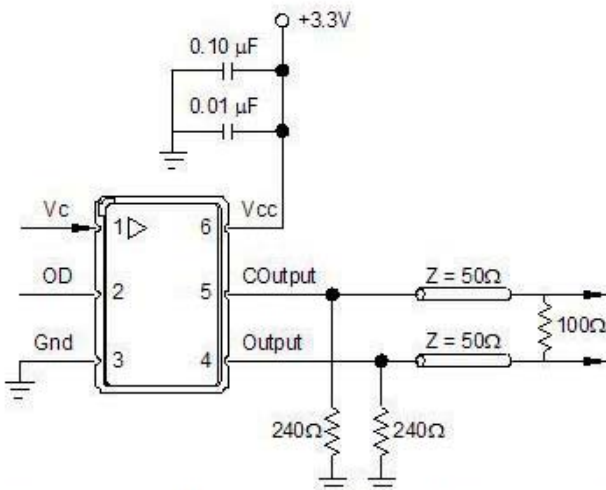 +3.3V
0.10 µF
0.01 µF
Vc
1
6
Vcc
OD
2
5
COutput
Z = 50Ω
100Ω
Gnd
3
4
Output
Z = 50Ω
240Ω
240Ω